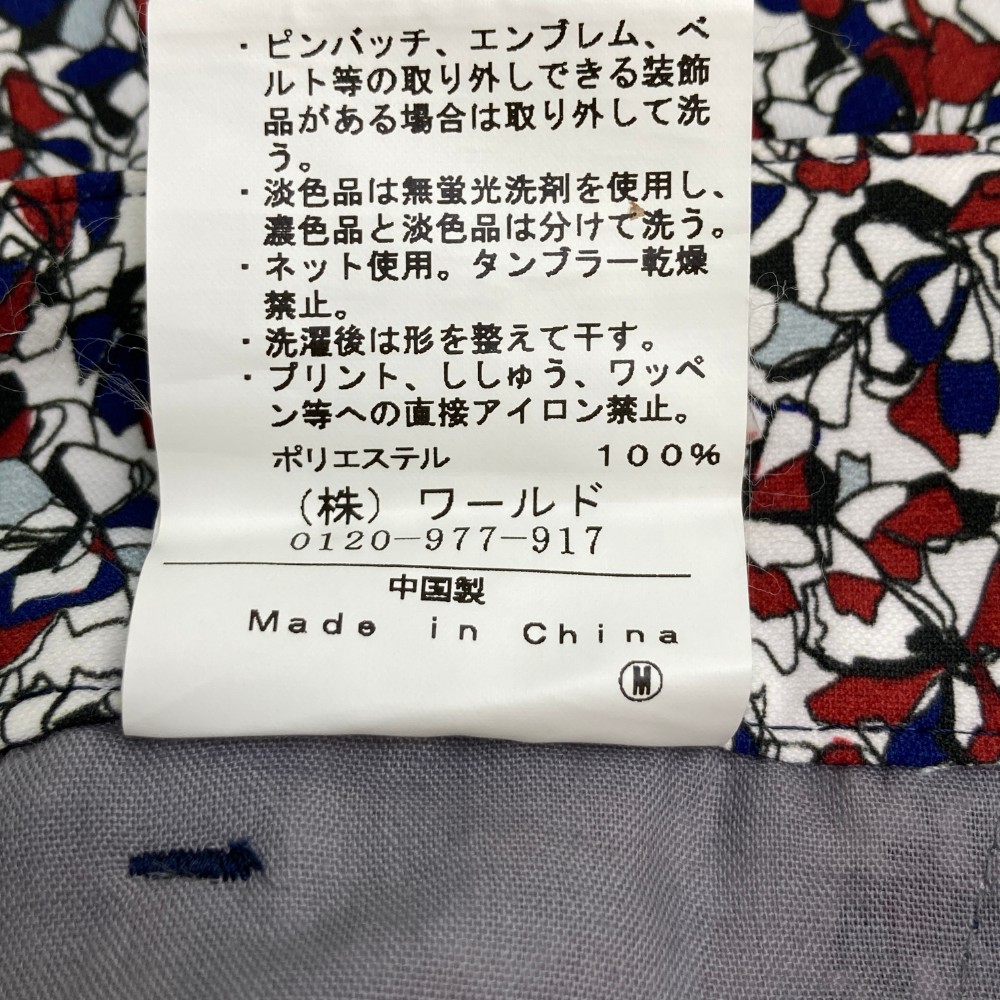 ・ピンバッチ、エンブレム、ベ
ルト等の取り外しできる装飾
品がある場合は取り外して洗
う。
・淡色品は無蛍光洗剤を使用し、
濃色品と淡色品は分けて洗う。
・ネット使用。タンブラー乾燥
禁止。
・洗濯後は形を整えて干す。
・プリント、ししゅう、ワッペ
ン等への直接アイロン禁止。
ポリエステル 100%
(株)ワールド
0120-977-917
中国製
Made in China
M